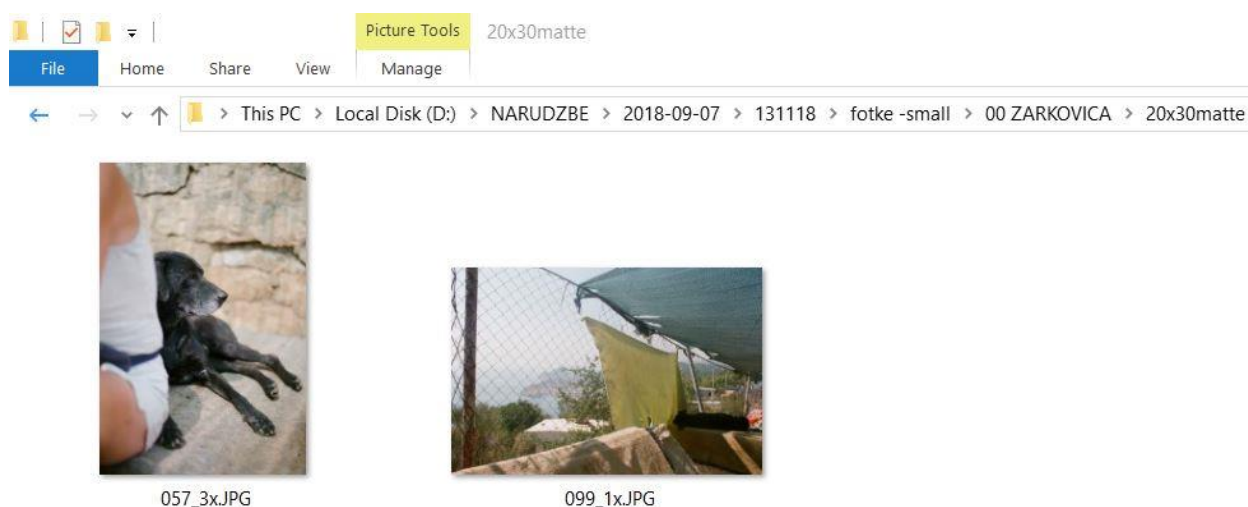 Picture Tools 20x30matte
File Home Share View Manage
> This PC > Local Disk (D:) > NARUDZBE > 2018-09-07 > 131118 > fotke -small > 00 ZARKOVICA > 20x30matte
057_3x.JPG 099_1x.JPG